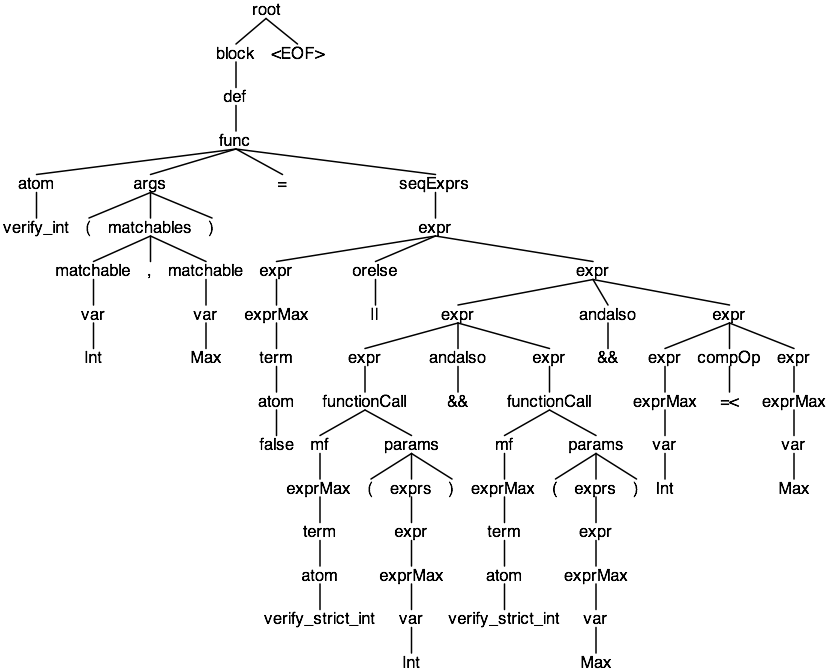 root
block <EOF>
def
func
atom args = seqExprs
verify_int ( matchables ) expr
matchable , matchable expr orelse expr
var var exprMax || expr andalso expr
Int Max term expr andalso expr && expr compOp expr
atom functionCall && functionCall exprMax =< exprMax
false mf params mf params var var
exprMax ( exprs ) exprMax ( exprs ) Int Max
term expr term expr
atom exprMax atom exprMax
verify_strict_int var verify_strict_int var
Int Max